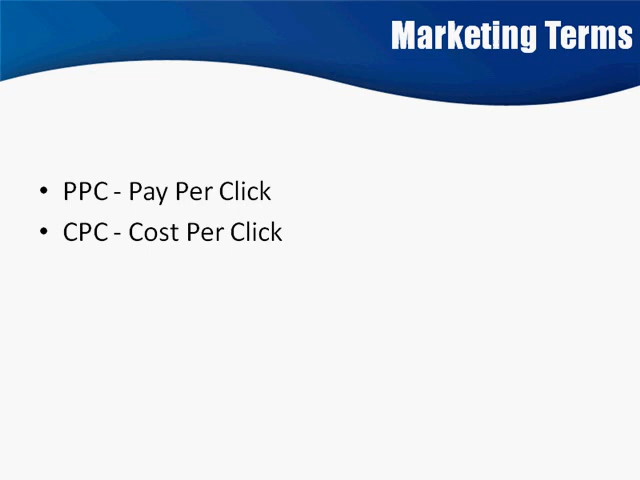 Marketing Terms
• PPC - Pay Per Click
• CPC - Cost Per Click